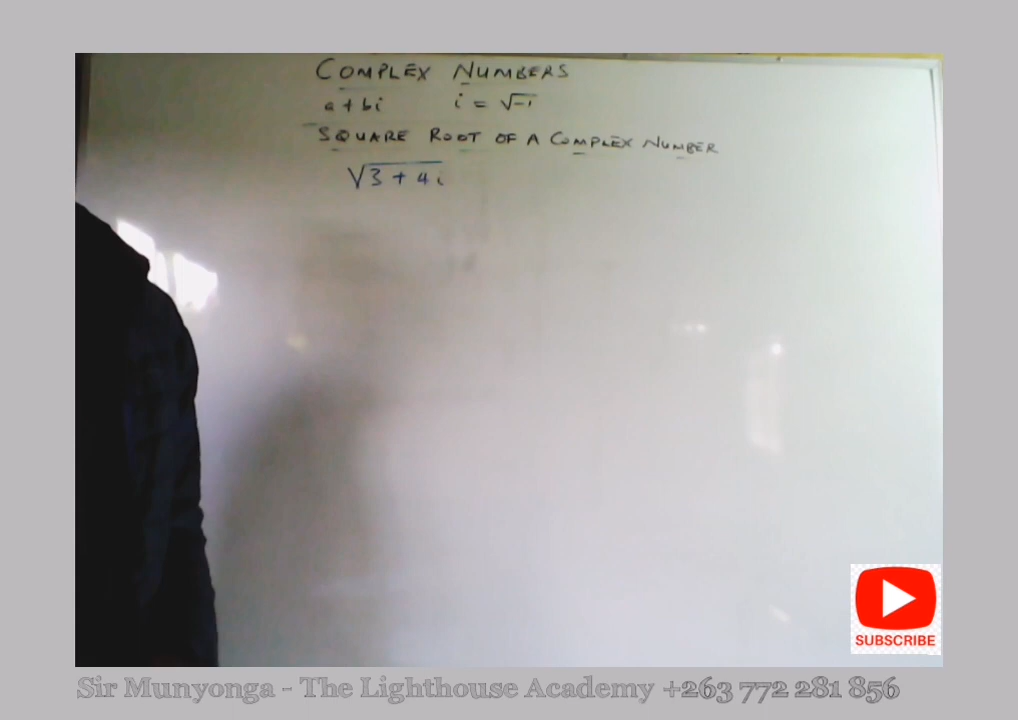 COMPLEX NUMBERS
a + bi i = √-1
SQUARE ROOT OF A COMPLEX NUMBER
√3 + 4i
SUBSCRIBE
Sir Munyonga - The Lighthouse Academy +263 772 281 856